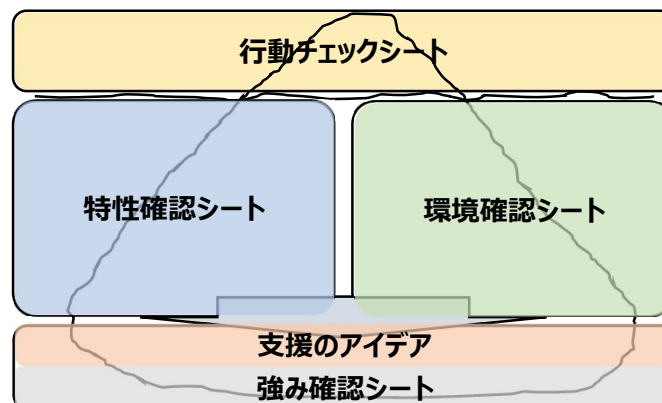 行動チェックシート
特性確認シート
環境確認シート
支援のアイデア
強み確認シート